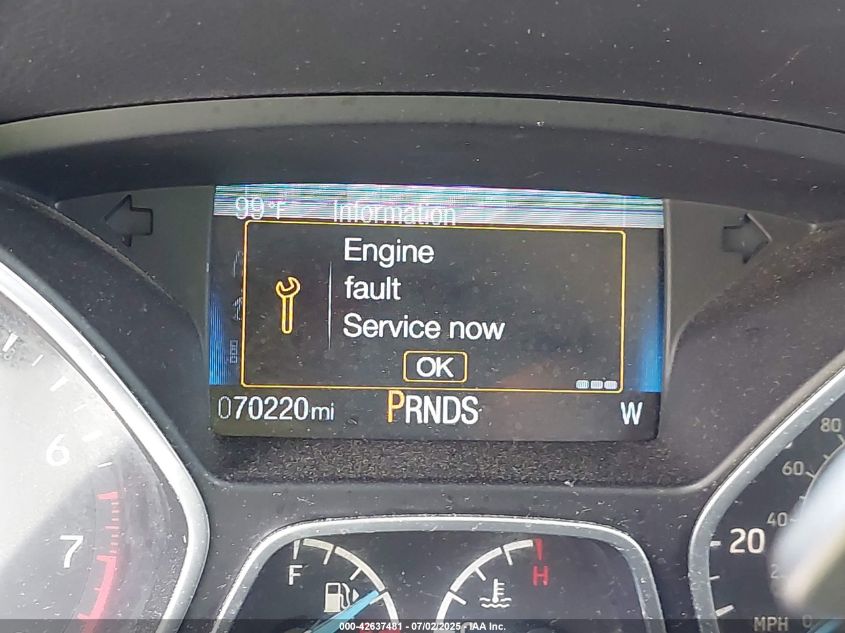 99°F Information
Engine
fault
Service now
OK
070220mi PRNDS W
6
7
F
H
80
60
40
20
MPH 0
000-42637481 - 07/02/2025 - IAA Inc.